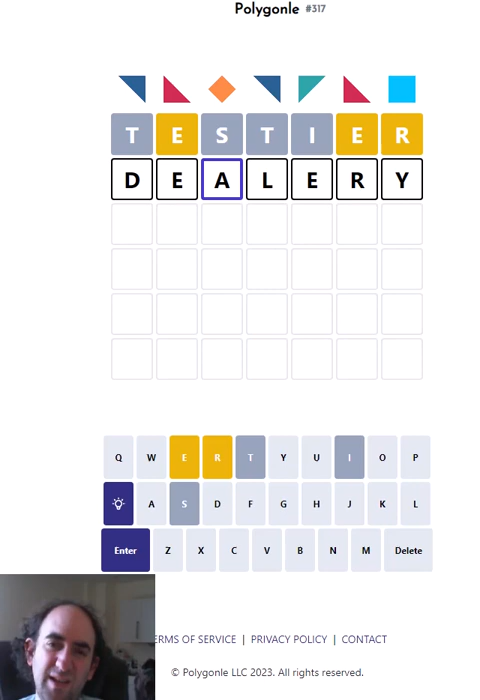 Polygonle #317
T E S T I E R
D E A L E R Y
Q W E R T Y U I O P
A S D F G H J K L
Enter Z X C V B N M Delete
ERMS OF SERVICE | PRIVACY POLICY | CONTACT
© Polygonle LLC 2023. All rights reserved.